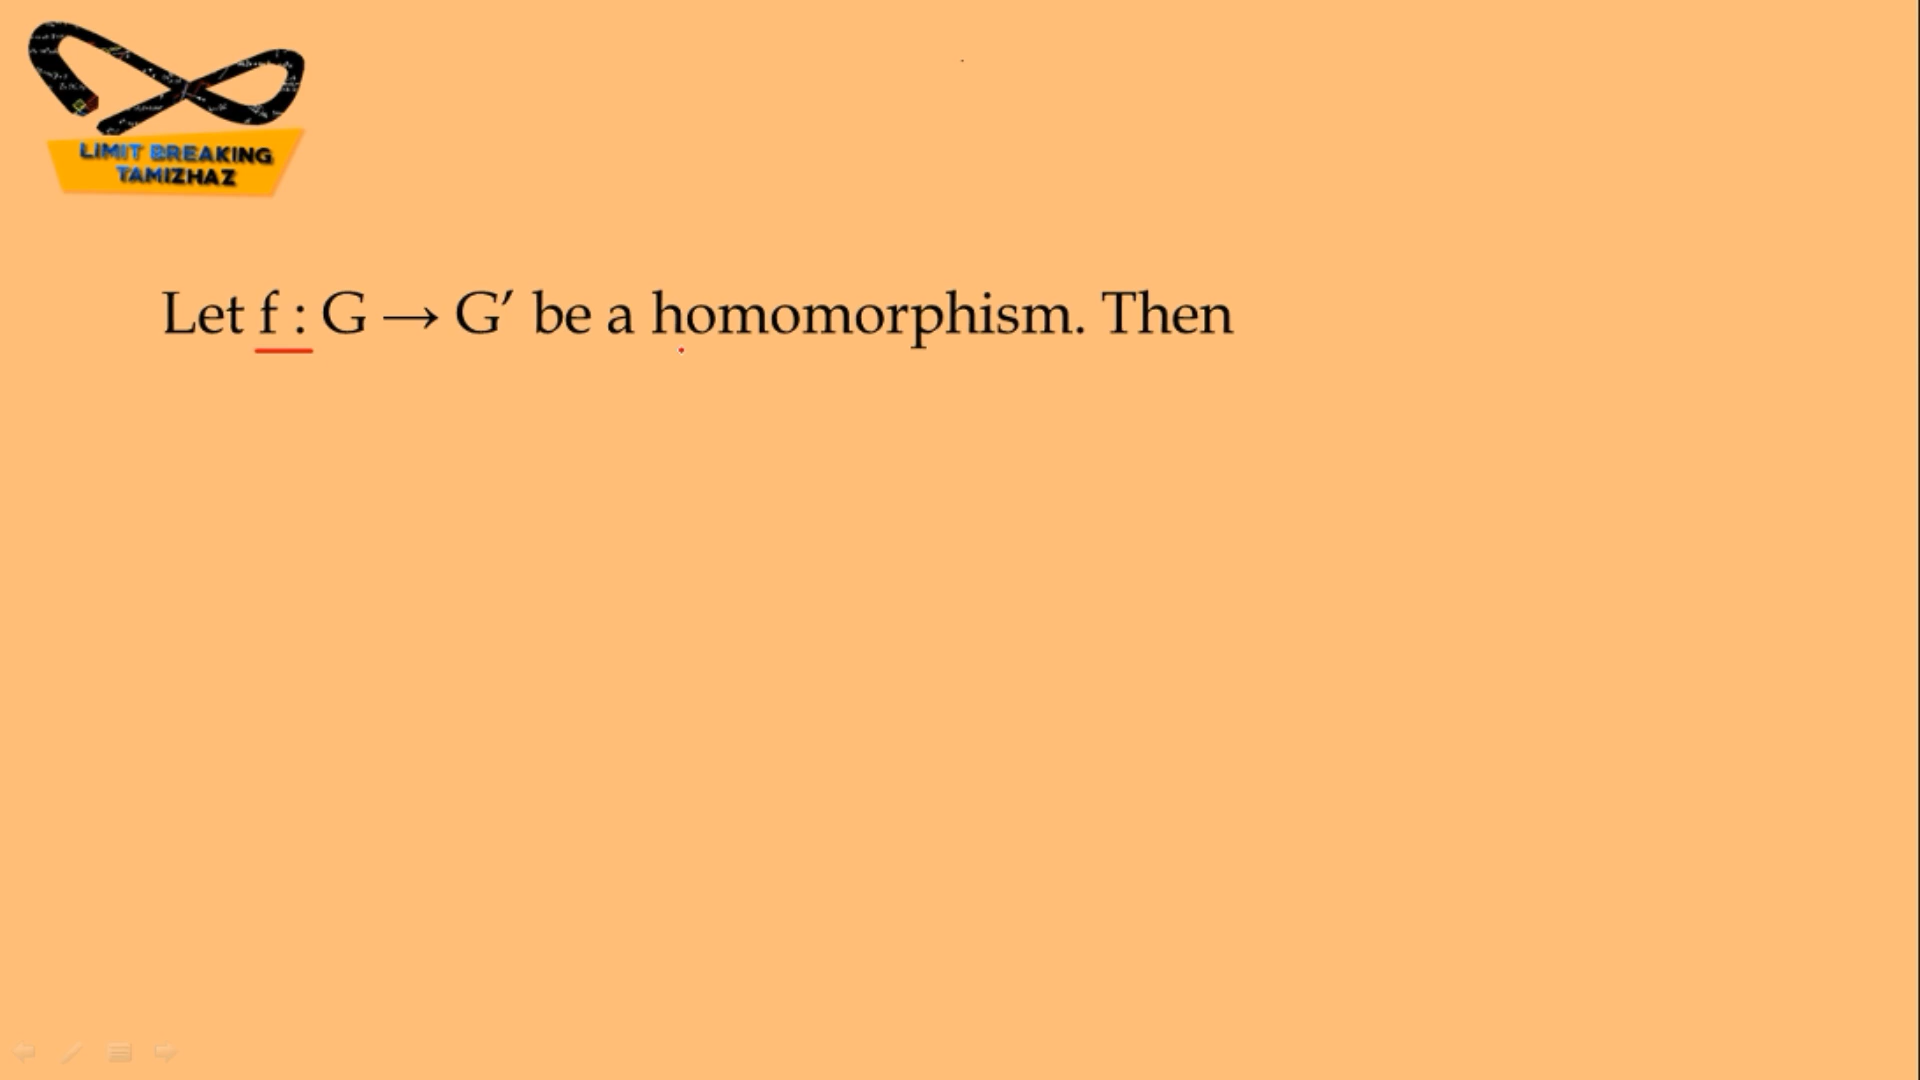 LIMIT BREAKING
TAMIZHAZ
Let f : G → G′ be a homomorphism. Then